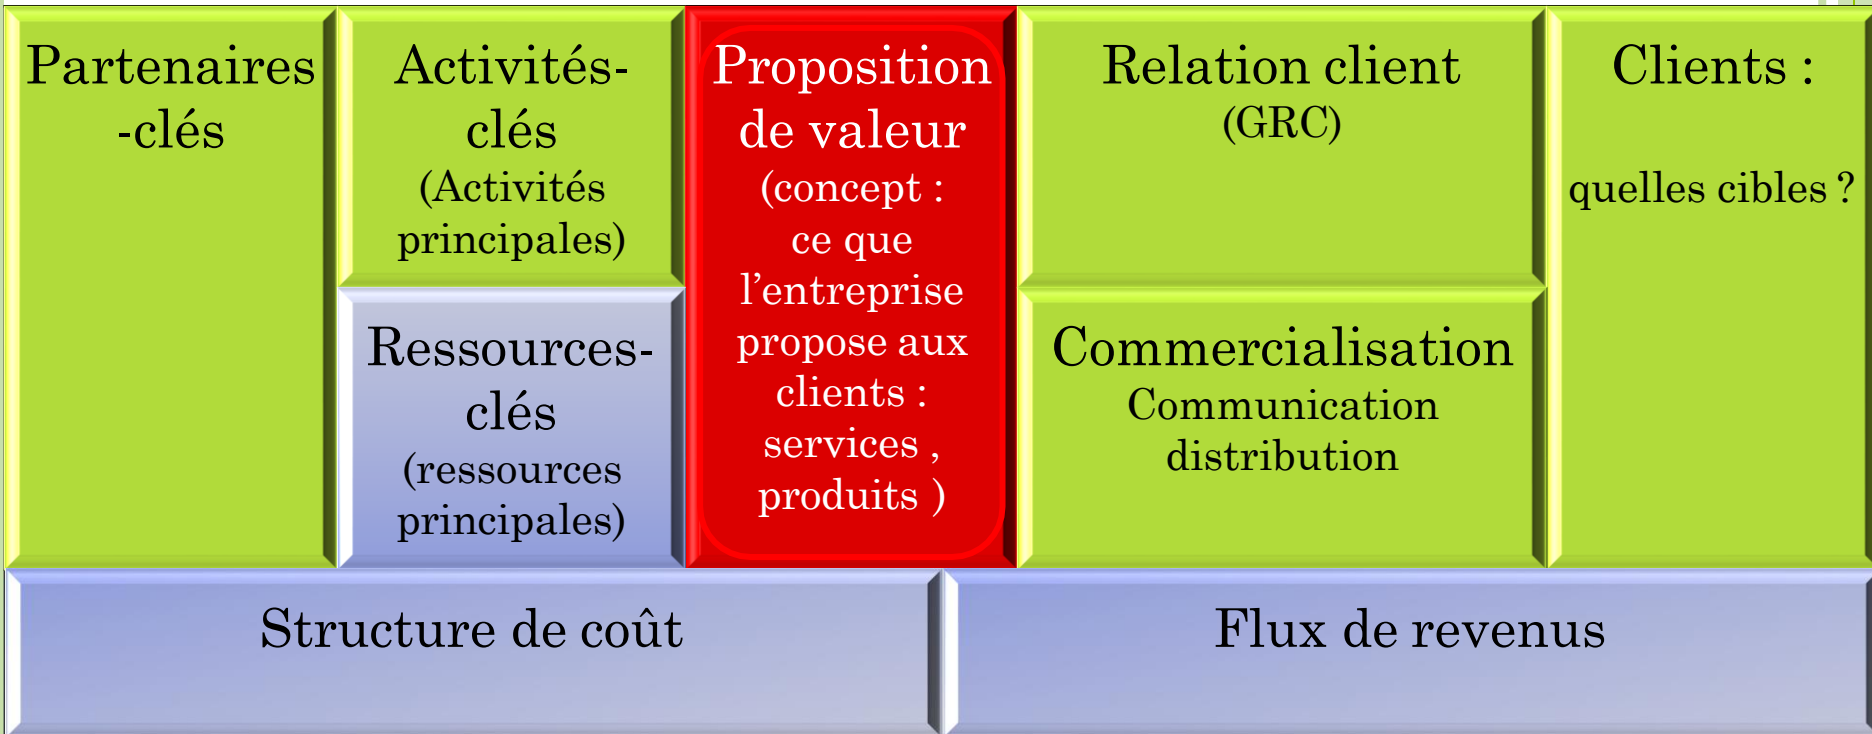 Partenaires
-clés
Activités-
clés
(Activités
principales)
Ressources-
clés
(ressources
principales)
Proposition
de valeur
(concept :
ce que
l’entreprise
propose aux
clients :
services ,
produits )
Relation client
(GRC)
Commercialisation
Communication
distribution
Clients :
quelles cibles ?
Structure de coût
Flux de revenus